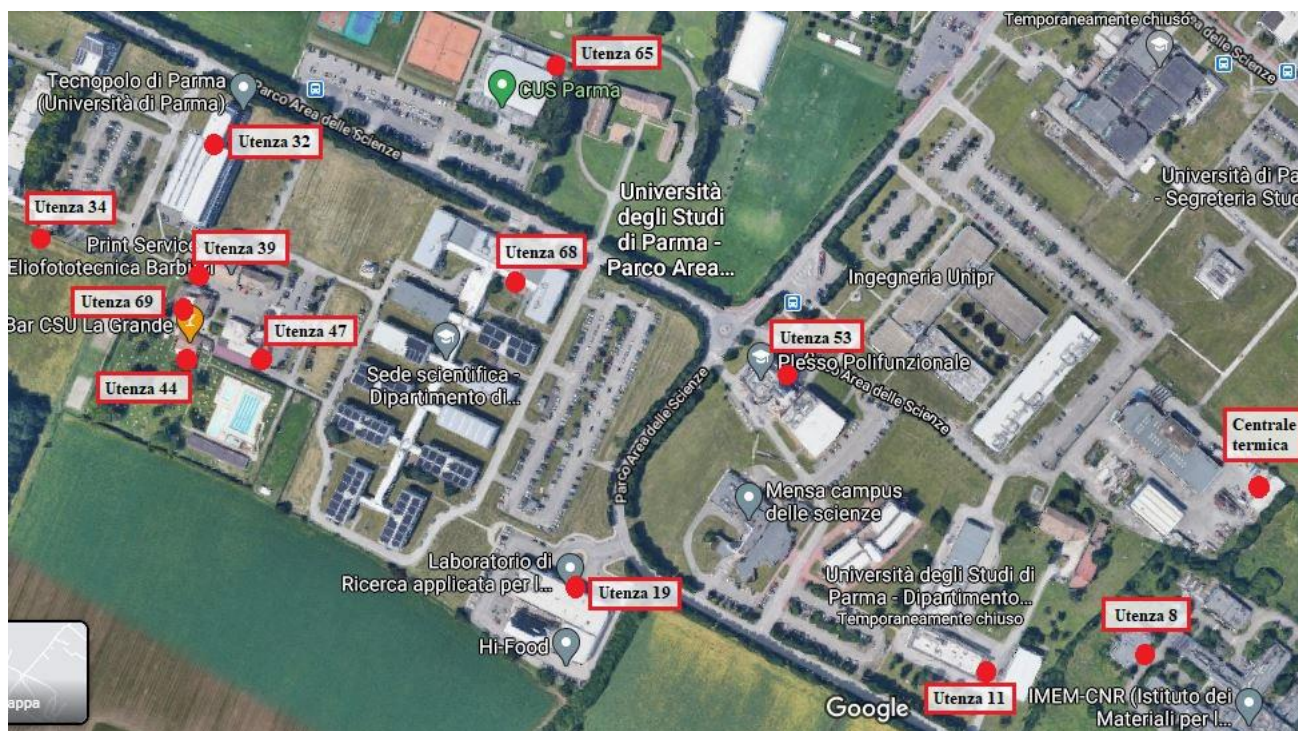 Temporaneamente chiuso
Parco Area delle Scienze
Utenza 65
CUS Parma
Tecnopolo di Parma
(Università di Parma)
Parco Area delle Scienze
Utenza 32
Università di Pa
- Segreteria Stud
Università
degli Studi
di Parma -
Parco Area...
Utenza 34
Print Service
Eliofototecnica Barbieri
Utenza 39
Utenza 68
Ingegneria Unipr
Utenza 69
Bar CSU La Grande
Utenza 47
Utenza 44
Utenza 53
Plesso Polifunzionale
Sede scientifica -
Dipartimento di...
Parco Area delle Scienze
Area delle Scienze
Centrale
termica
Mensa campus
delle scienze
Laboratorio di
Ricerca applicata per l...
Utenza 19
Università degli Studi di
Parma - Dipartimento...
Temporaneamente chiuso
Utenza 8
Hi-Food
Utenza 11
IMEM-CNR (Istituto dei
Materiali per l...
Google
appa